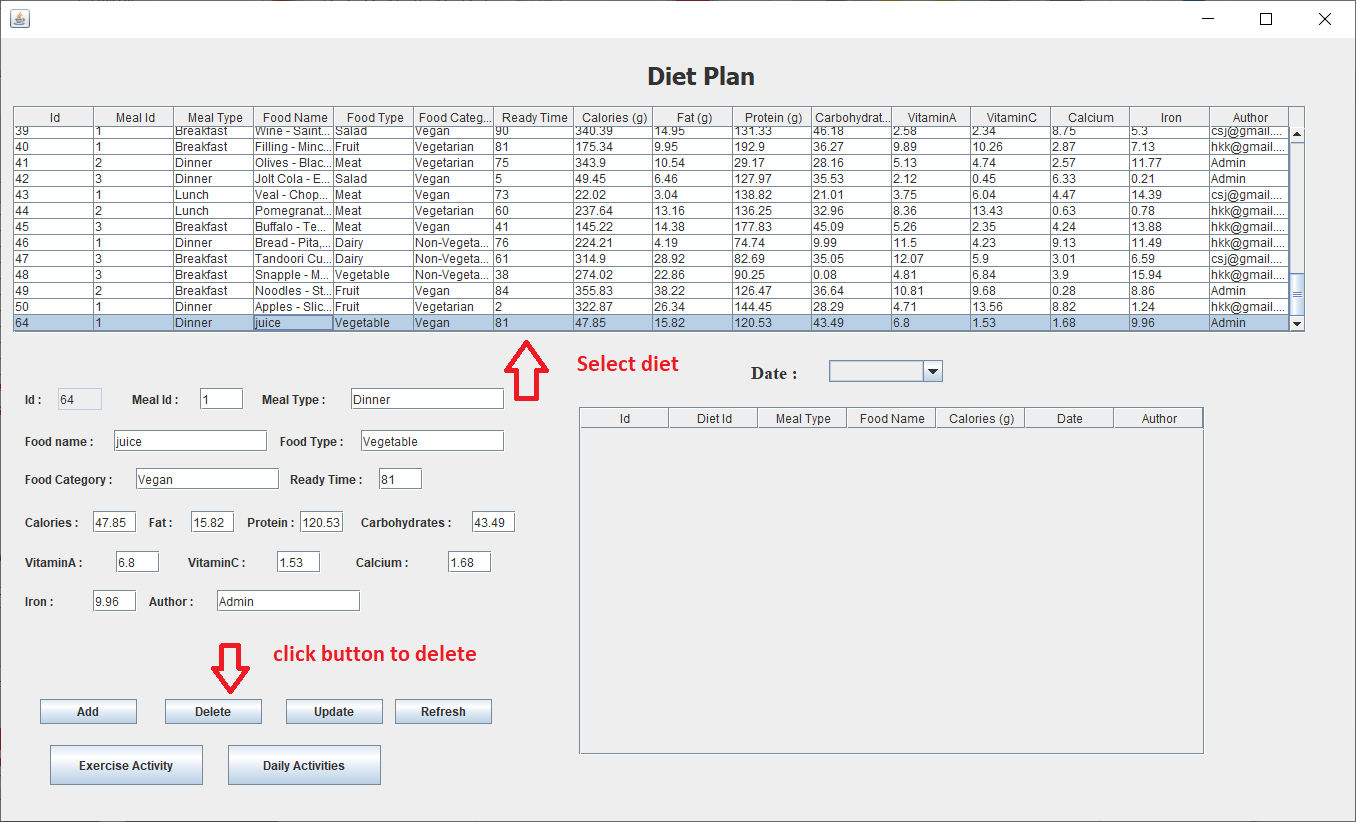 Diet Plan
Id Meal Id Meal Type Food Name Food Type Food Categ... Ready Time Calories (g) Fat (g) Protein (g) Carbohydrat... VitaminA VitaminC Calcium Iron Author
39 1 Breakfast Wine - Saint... Salad Vegan 90 340.39 14.95 131.33 46.18 2.58 2.34 8.75 5.3 csj@gmail....
40 1 Breakfast Filling - Minc... Fruit Vegetarian 81 175.34 9.95 192.9 36.27 9.89 10.26 2.87 7.13 hkk@gmail....
41 2 Dinner Olives - Blac... Meat Vegetarian 75 343.9 10.54 29.17 28.16 5.13 4.74 2.57 11.77 Admin
42 3 Dinner Jolt Cola - E... Salad Vegan 5 49.45 6.46 127.97 35.53 2.12 0.45 6.33 0.21 Admin
43 1 Lunch Veal - Chop... Meat Vegan 73 22.02 3.04 138.82 21.01 3.75 6.04 4.47 14.39 csj@gmail....
44 2 Lunch Pomegranat... Meat Vegetarian 60 237.64 13.16 136.25 32.96 8.36 13.43 0.63 0.78 hkk@gmail....
45 3 Breakfast Buffalo - Te... Meat Vegan 41 145.22 14.38 177.83 45.09 5.26 2.35 4.24 13.88 hkk@gmail....
46 1 Dinner Bread - Pita,... Dairy Non-Vegeta... 76 224.21 4.19 74.74 9.99 11.5 4.23 9.13 11.49 hkk@gmail....
47 3 Breakfast Tandoori Cu... Dairy Non-Vegeta... 61 314.9 28.92 82.69 35.05 12.07 5.9 3.01 6.59 csj@gmail....
48 3 Breakfast Snapple - M... Vegetable Non-Vegeta... 38 274.02 22.86 90.25 0.08 4.81 6.84 3.9 15.94 hkk@gmail....
49 2 Breakfast Noodles - St... Fruit Vegan 84 355.83 38.22 126.47 36.64 10.81 9.68 0.28 8.86 Admin
50 1 Dinner Apples - Slic... Fruit Vegetarian 2 322.87 26.34 144.45 28.29 4.71 13.56 8.82 1.24 hkk@gmail....
64 1 Dinner juice Vegetable Vegan 81 47.85 15.82 120.53 43.49 6.8 1.53 1.68 9.96 Admin
Select diet
Date :
Id : 64 Meal Id : 1 Meal Type : Dinner
Id Diet Id Meal Type Food Name Calories (g) Date Author
Food name : juice Food Type : Vegetable
Food Category : Vegan Ready Time : 81
Calories : 47.85 Fat : 15.82 Protein : 120.53 Carbohydrates : 43.49
VitaminA : 6.8 VitaminC : 1.53 Calcium : 1.68
Iron : 9.96 Author : Admin
click button to delete
Add Delete Update Refresh
Exercise Activity Daily Activities